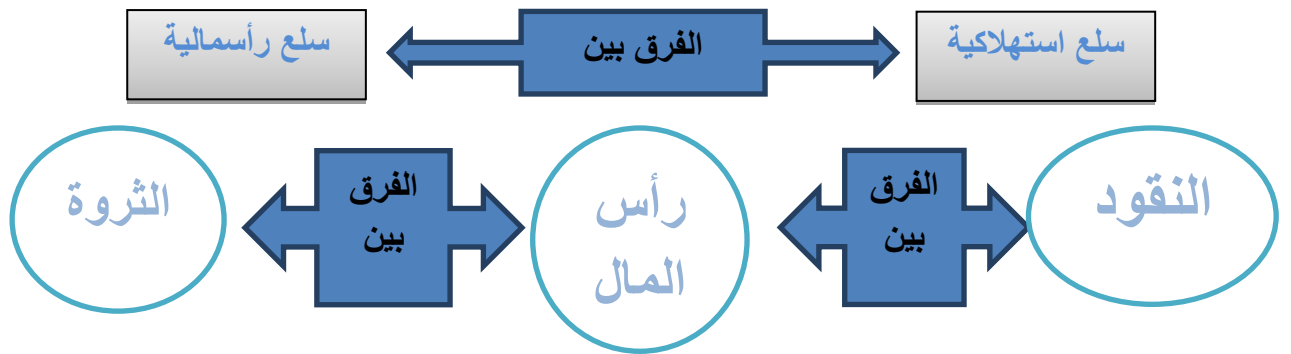 سلع استهلاكية
الفرق بين
سلع رأسمالية
النقود
الفرق
بين
رأس
المال
الفرق
بين
الثروة